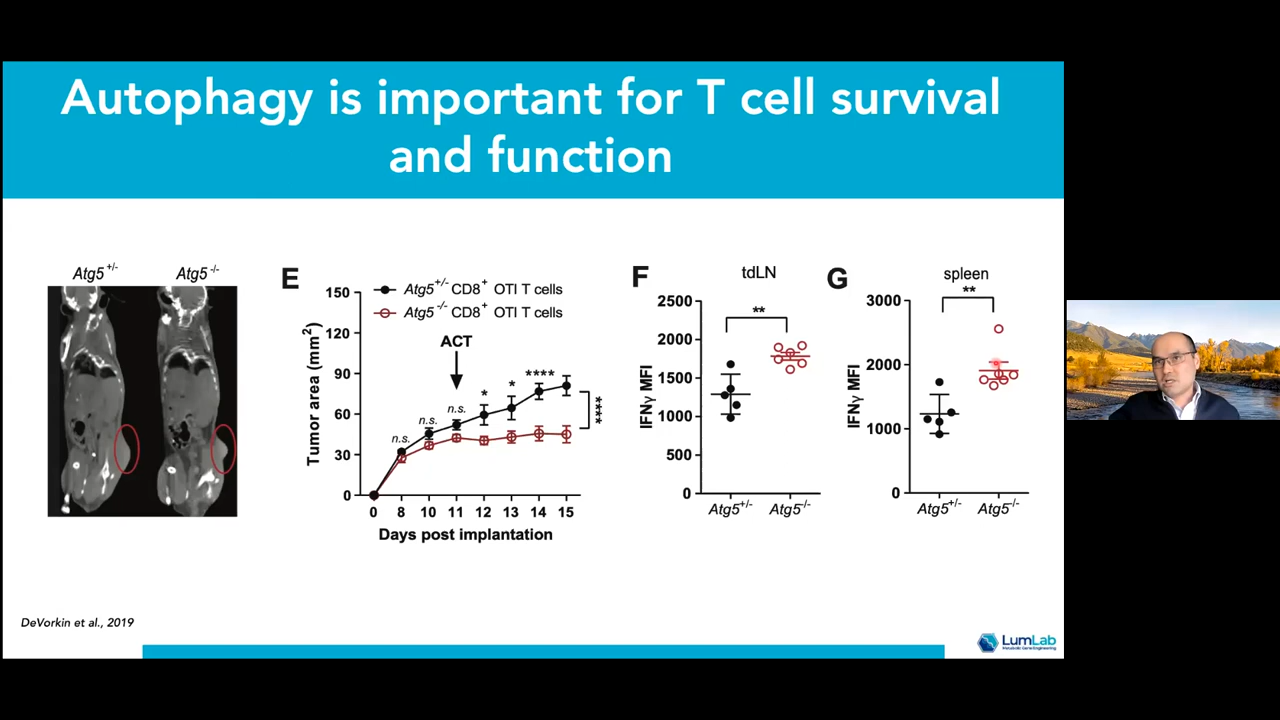 Autophagy is important for T cell survival
and function
Atg5+/-
Atg5-/-
E
Atg5+/- CD8+ OTI T cells
Atg5-/- CD8+ OTI T cells
ACT
Tumor area (mm2)
150
120
90
60
30
0
n.s.
n.s.
n.s.
*
*
****
****
0 8 10 11 12 13 14 15
Days post implantation
F
tdLN
**
IFNγ MFI
2500
2000
1500
1000
500
0
Atg5+/- Atg5-/-
G
spleen
**
IFNγ MFI
3000
2000
1000
0
Atg5+/- Atg5-/-
DeVorkin et al., 2019
LumLab
Metabolic Gene Engineering